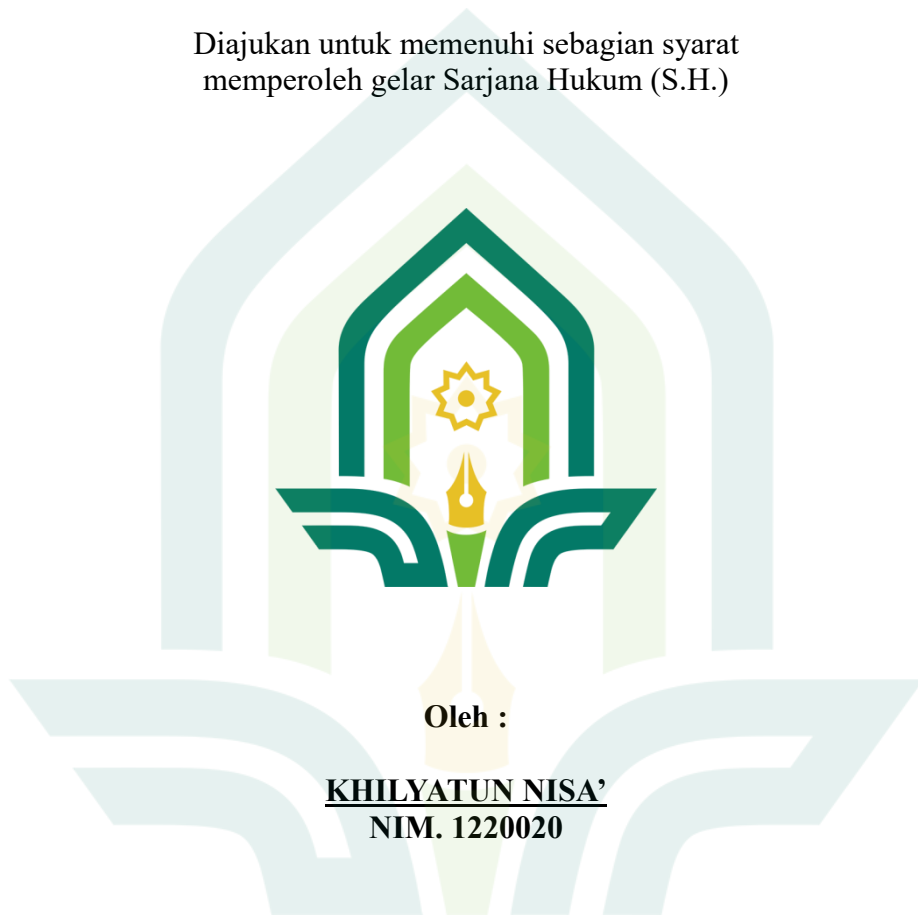 Diajukan untuk memenuhi sebagian syarat
memperoleh gelar Sarjana Hukum (S.H.)
Oleh :
KHILYATUN NISA’
NIM. 1220020